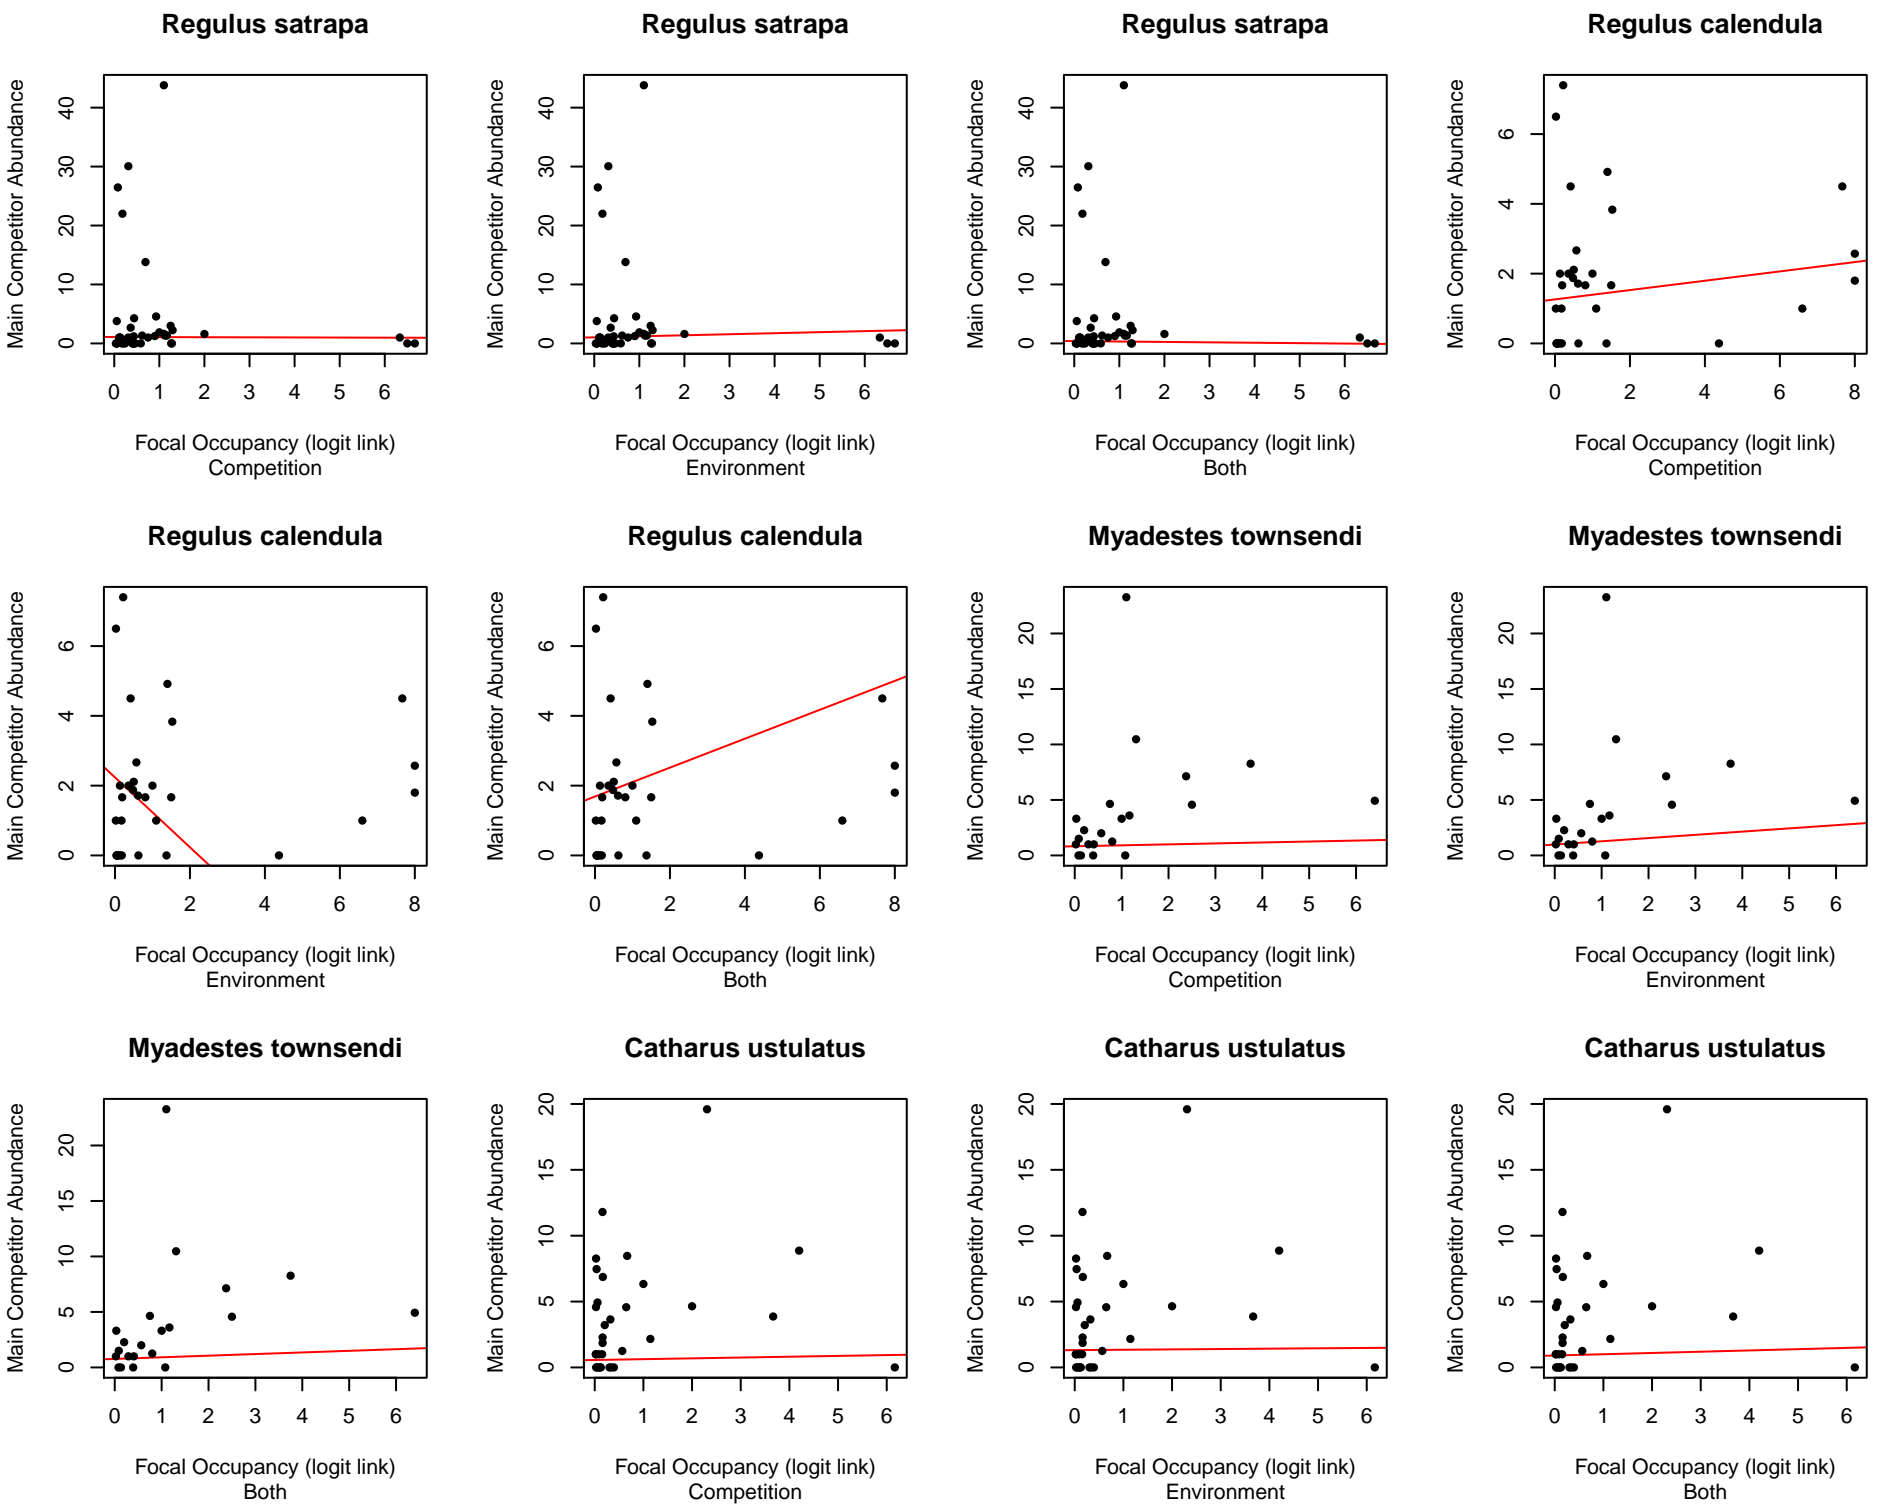 Regulus satrapa
Main Competitor Abundance
0 10 20 30 40
0 1 2 3 4 5 6
Focal Occupancy (logit link)
Competition
Regulus satrapa
Main Competitor Abundance
0 10 20 30 40
0 1 2 3 4 5 6
Focal Occupancy (logit link)
Environment
Regulus satrapa
Main Competitor Abundance
0 10 20 30 40
0 1 2 3 4 5 6
Focal Occupancy (logit link)
Both
Regulus calendula
Main Competitor Abundance
0 2 4 6
0 2 4 6 8
Focal Occupancy (logit link)
Competition
Regulus calendula
Main Competitor Abundance
0 2 4 6
0 2 4 6 8
Focal Occupancy (logit link)
Environment
Regulus calendula
Main Competitor Abundance
0 2 4 6
0 2 4 6 8
Focal Occupancy (logit link)
Both
Myadestes townsendi
Main Competitor Abundance
0 5 10 15 20
0 1 2 3 4 5 6
Focal Occupancy (logit link)
Competition
Myadestes townsendi
Main Competitor Abundance
0 5 10 15 20
0 1 2 3 4 5 6
Focal Occupancy (logit link)
Environment
Myadestes townsendi
Main Competitor Abundance
0 5 10 15 20
0 1 2 3 4 5 6
Focal Occupancy (logit link)
Both
Catharus ustulatus
Main Competitor Abundance
0 5 10 15 20
0 1 2 3 4 5 6
Focal Occupancy (logit link)
Competition
Catharus ustulatus
Main Competitor Abundance
0 5 10 15 20
0 1 2 3 4 5 6
Focal Occupancy (logit link)
Environment
Catharus ustulatus
Main Competitor Abundance
0 5 10 15 20
0 1 2 3 4 5 6
Focal Occupancy (logit link)
Both